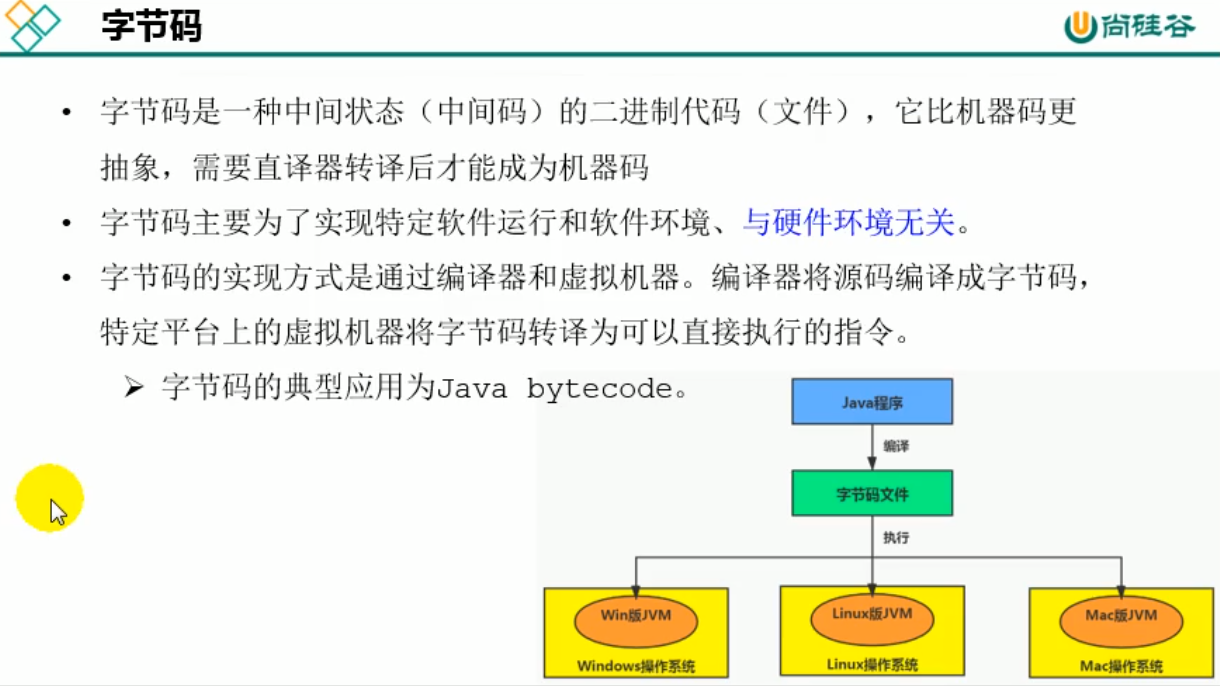 字节码
尚硅谷
• 字节码是一种中间状态（中间码）的二进制代码（文件），它比机器码更
抽象，需要直译器转译后才能成为机器码
• 字节码主要为了实现特定软件运行和软件环境、与硬件环境无关。
• 字节码的实现方式是通过编译器和虚拟机器。编译器将源码编译成字节码，
特定平台上的虚拟机器将字节码转译为可以直接执行的指令。
➢ 字节码的典型应用为Java bytecode。
Java程序
编译
字节码文件
执行
Win版JVM
Windows操作系统
Linux版JVM
Linux操作系统
Mac版JVM
Mac操作系统